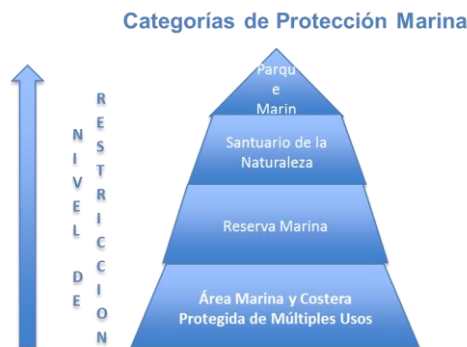 Categorías de Protección Marina
NIVEL DE
RESTRICCION
Parqu
e
Marin
Santuario de la
Naturaleza
Reserva Marina
Área Marina y Costera
Protegida de Múltiples Usos